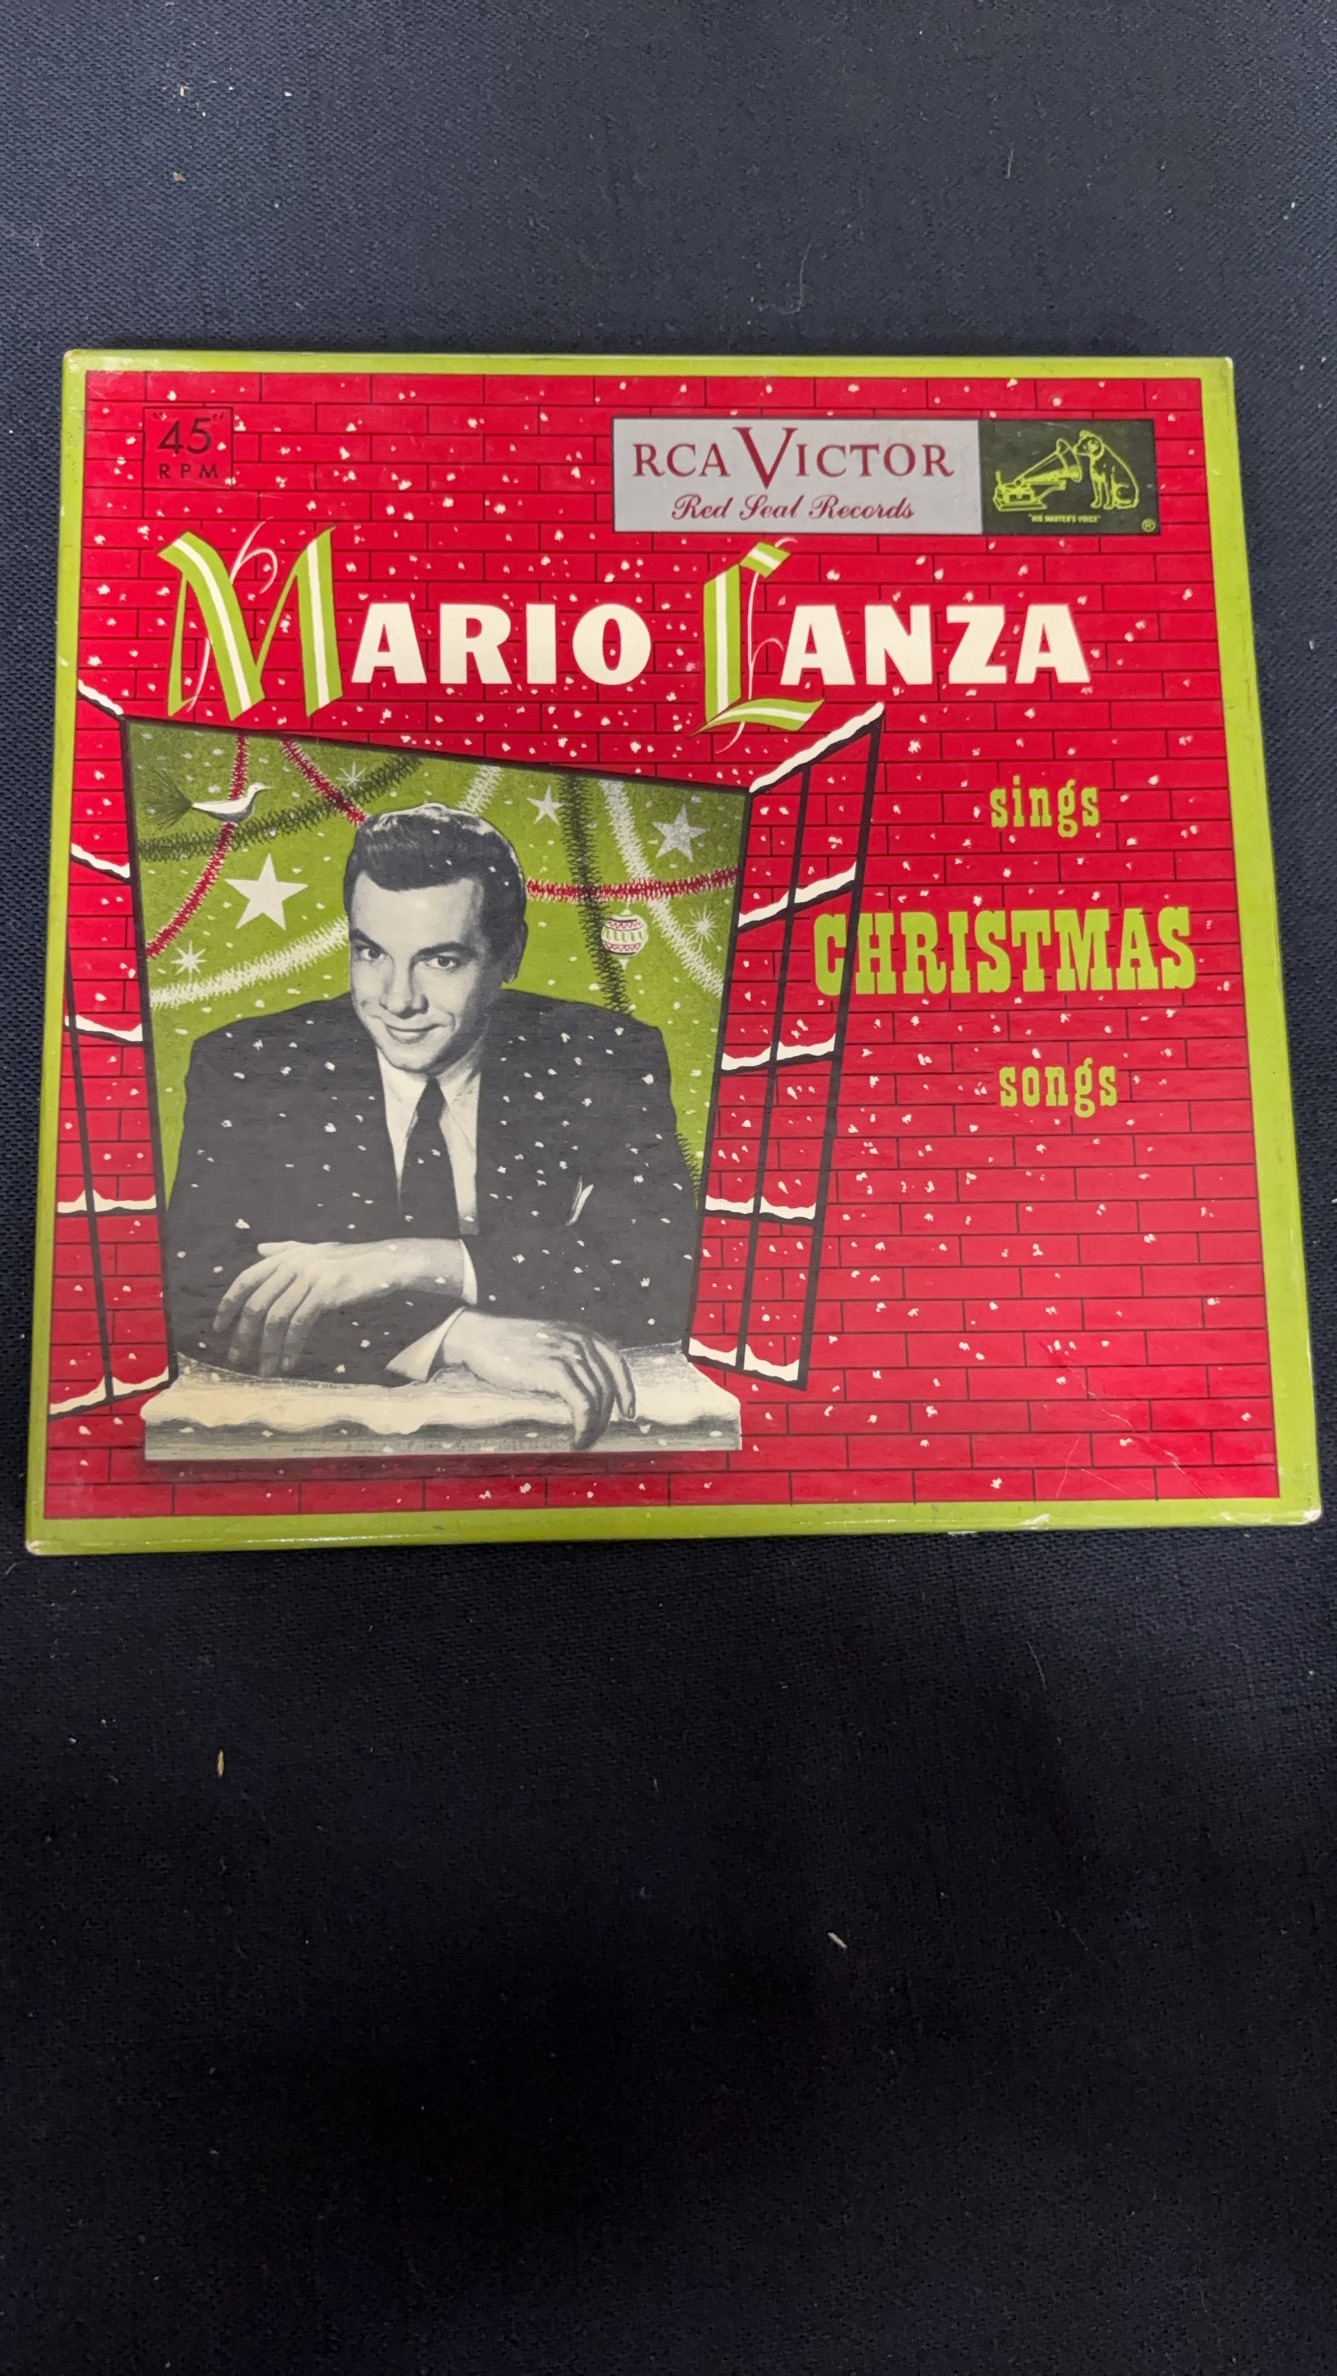 "45"
RPM
RCA VICTOR
Red Seal Records
"HIS MASTER'S VOICE"
®
MARIO LANZA
sings
CHRISTMAS
songs